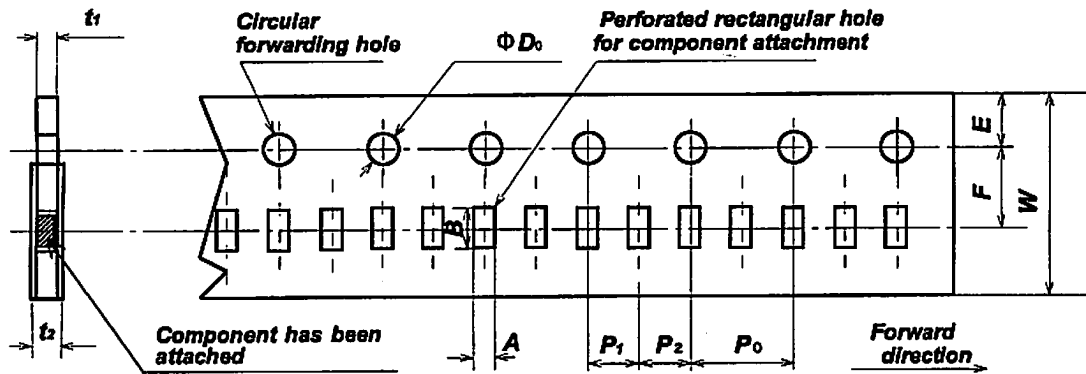 t1
Circular
forwarding hole
ΦD0
Perforated rectangular hole
for component attachment
E
F
W
B
t2
Component has been
attached
A
P1
P2
P0
Forward
direction